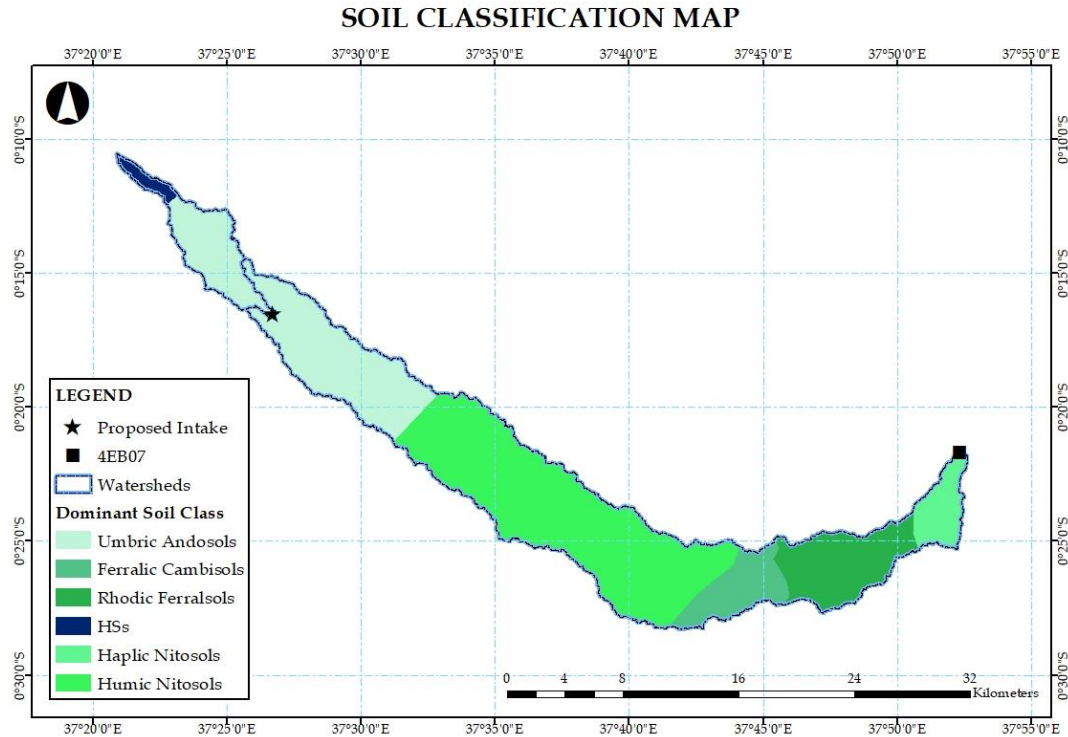 SOIL CLASSIFICATION MAP
37°20'0"E 37°25'0"E 37°30'0"E 37°35'0"E 37°40'0"E 37°45'0"E 37°50'0"E 37°55'0"E
0°10'0"S 0°10'0"S
0°15'0"S 0°15'0"S
0°20'0"S 0°20'0"S
0°25'0"S 0°25'0"S
0°30'0"S 0°30'0"S
LEGEND
Proposed Intake
4EB07
Watersheds
Dominant Soil Class
Umbric Andosols
Ferralic Cambisols
Rhodic Ferralsols
HSs
Haplic Nitosols
Humic Nitosols
0 4 8 16 24 32
Kilometers
37°20'0"E 37°25'0"E 37°30'0"E 37°35'0"E 37°40'0"E 37°45'0"E 37°50'0"E 37°55'0"E